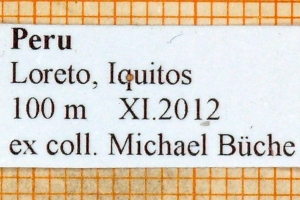 Peru
Loreto, Iquitos
100 m XI.2012
ex coll. Michael Büche